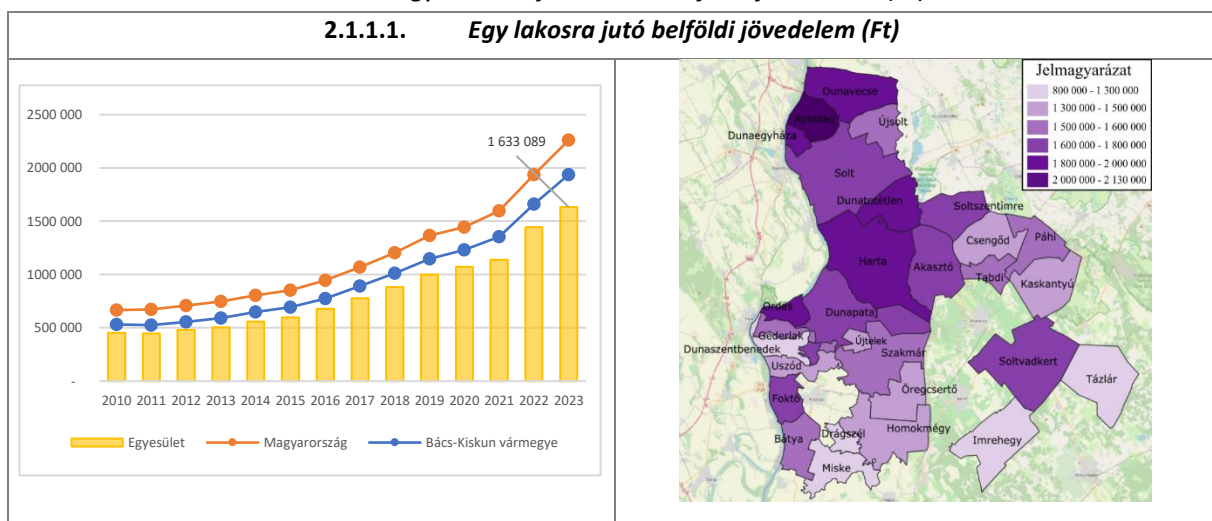 2.1.1.1. Egy lakosra jutó belföldi jövedelem (Ft)
2500 000
2000 000
1500 000
1000 000
500 000
-
1 633 089
2010 2011 2012 2013 2014 2015 2016 2017 2018 2019 2020 2021 2022 2023
Egyesület Magyarország Bács-Kiskun vármegye
Jelmagyarázat
800 000 - 1 300 000
1 300 000 - 1 500 000
1 500 000 - 1 600 000
1 600 000 - 1 800 000
1 800 000 - 2 000 000
2 000 000 - 2 130 000
Dunavecse
Apostag
Újsolt
Dunaegyháza
Solt
Dunatetétlen
Soltszentimre
Csengőd
Páhi
Harta
Akasztó
Tabdi
Kaskantyú
Ordas
Dunapataj
Géderlak
Újtelek
Dunaszentbenedek
Szakmár
Soltvadkert
Uszód
Tázlár
Öregcsertő
Foktő
Drágszél
Homokmégy
Bátya
Imrehegy
Miske